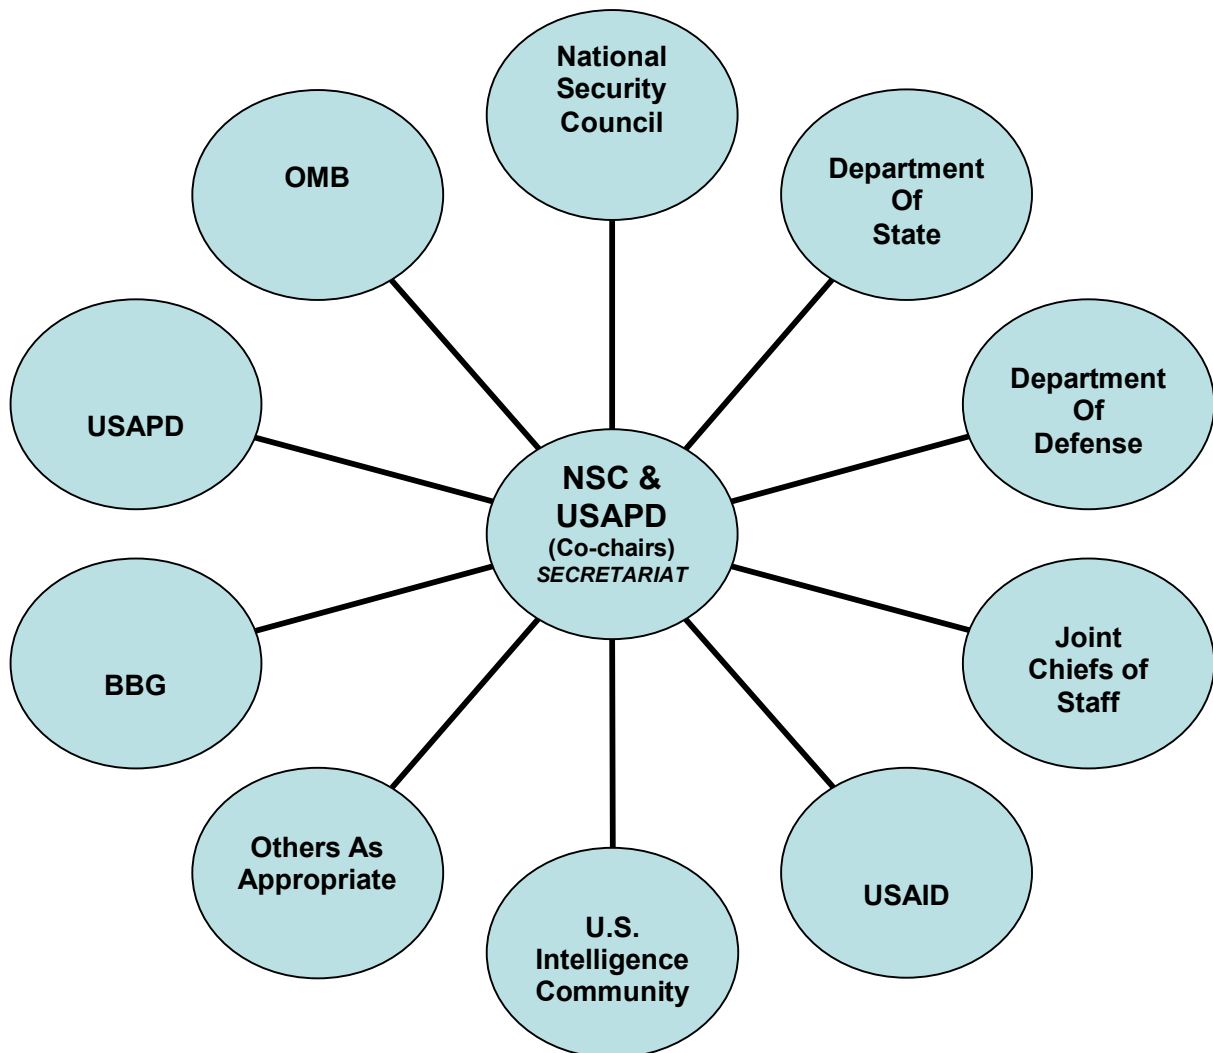 National
Security
Council
Department
Of
State
Department
Of
Defense
Joint
Chiefs of
Staff
USAID
U.S.
Intelligence
Community
Others As
Appropriate
BBG
USAPD
OMB
NSC &
USAPD
(Co-chairs)
SECRETARIAT